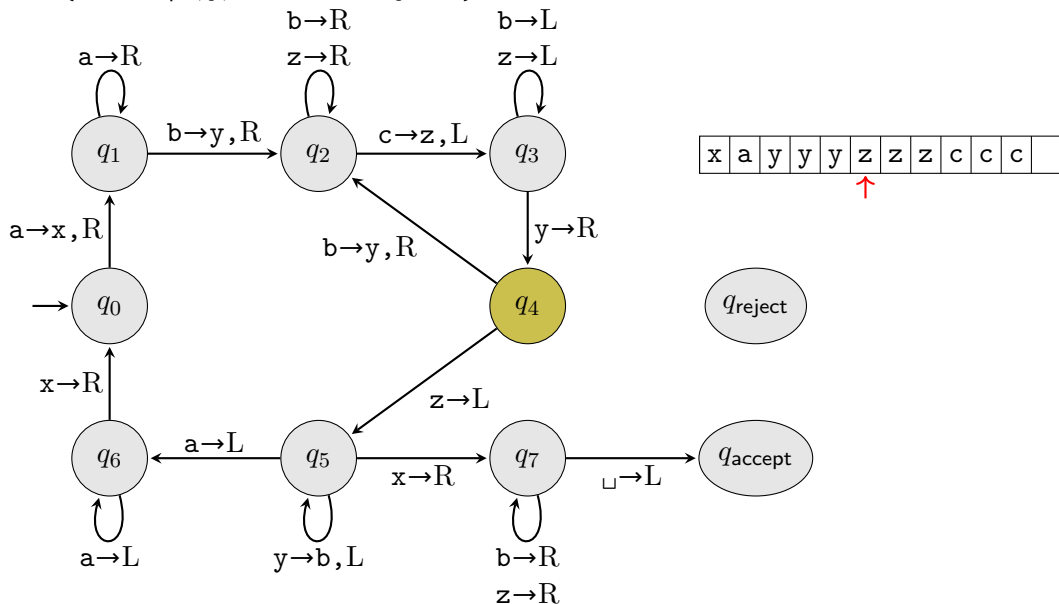 b→R
b→L
a→R
z→R
z→L
q1
b→y,R
q2
c→z,L
q3
x a y y y z z z c c c
a→x,R
b→y,R
y→R
q0
q4
qreject
x→R
z→L
q6
a→L
q5
x→R
q7
␣→L
qaccept
a→L
y→b,L
b→R
z→R